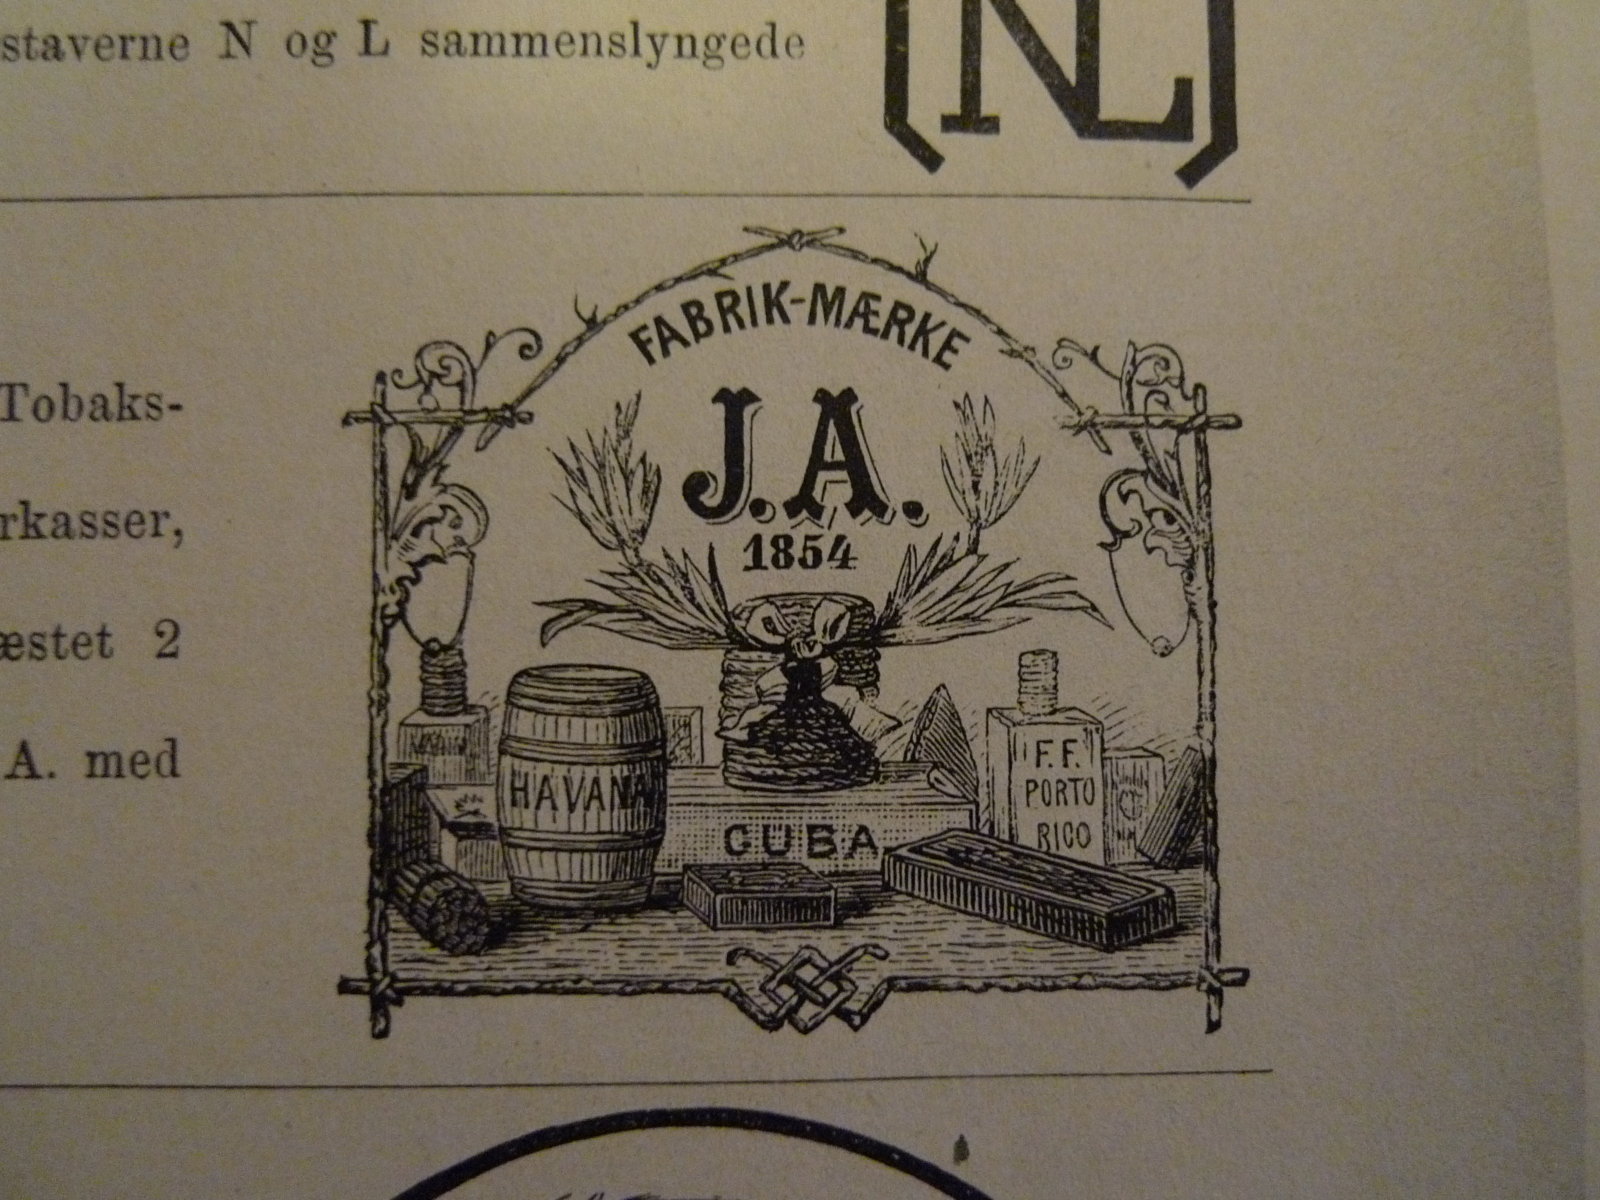 staverne N og L sammenslyngede
NL
Tobaks-
rkasser,
æstet 2
A. med
FABRIK-MÆRKE
J. A.
1854
HAVANA
CUBA
F. F.
PORTO
RICO